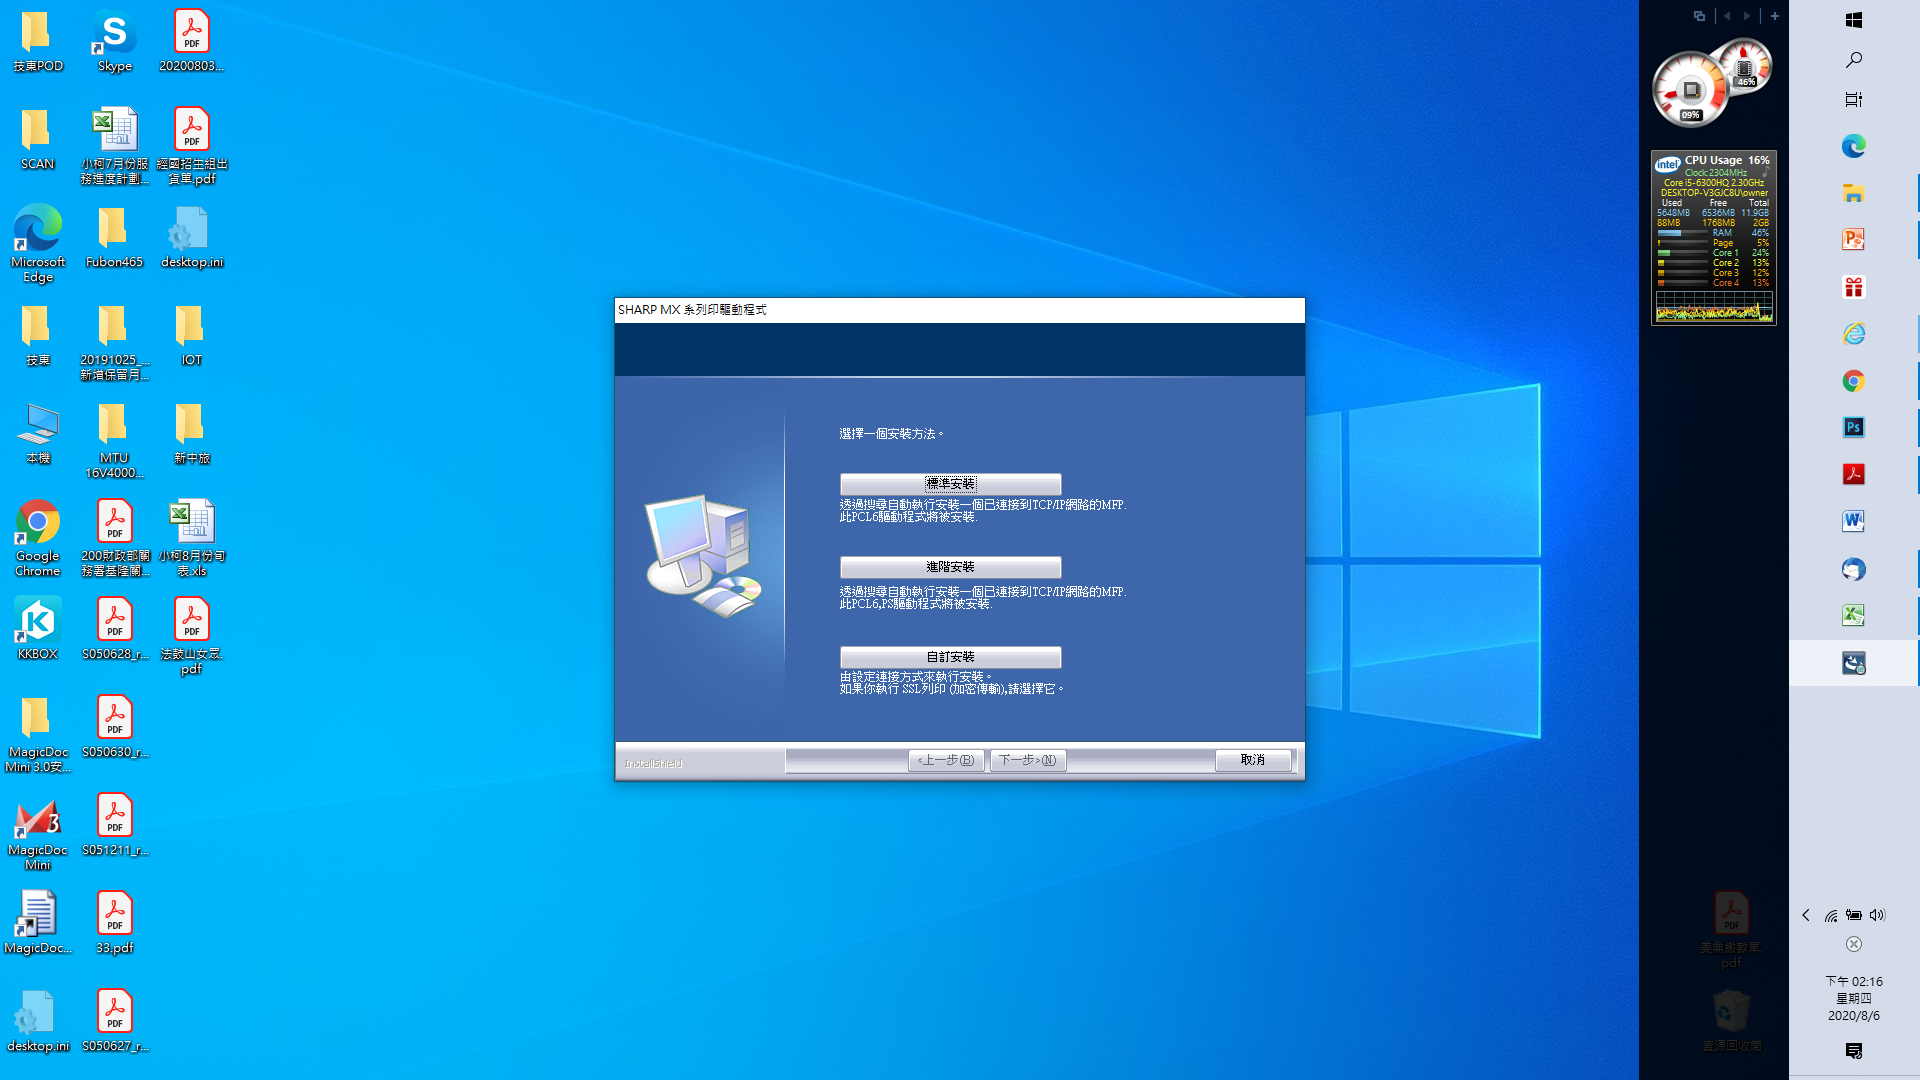 技東POD
Skype
20200803...
SCAN
小柯7月份服
務進度計劃...
經國招生組出
貨單.pdf
Microsoft
Edge
Fubon465
desktop.ini
技東
20191025_...
新增保留月...
IOT
本機
MTU
16V4000...
新中旅
Google
Chrome
200財政部關
務署基隆關...
小柯8月份旬
表.xls
KKBOX
S050628_r...
法鼓山女眾.
pdf
MagicDoc
Mini 3.0安...
S050630_r...
MagicDoc
Mini
S051211_r...
MagicDoc...
33.pdf
desktop.ini
S050627_r...
SHARP MX 系列印驅動程式
選擇一個安裝方法。
標準安裝
透過搜尋自動執行安裝一個已連接到TCP/IP網路的MFP.
此PCL6驅動程式將被安裝.
進階安裝
透過搜尋自動執行安裝一個已連接到TCP/IP網路的MFP.
此PCL6,PS驅動程式將被安裝.
自訂安裝
由設定連接方式來執行安裝。
如果你執行 SSL列印 (加密傳輸),請選擇它。
InstallShield
<上一步(B)
下一步>(N)
取消
46%
09%
intel
CPU Usage 16%
Clock:2304MHz
Core i5-6300HQ 2.30GHz
DESKTOP-V3GJC8U\owner
Used Free Total
5648MB 6536MB 11.9GB
88MB 1768MB 2GB
RAM 46%
Page 5%
Core 1 24%
Core 2 13%
Core 3 12%
Core 4 13%
pdf
資源回收筒
下午 02:16
星期四
2020/8/6